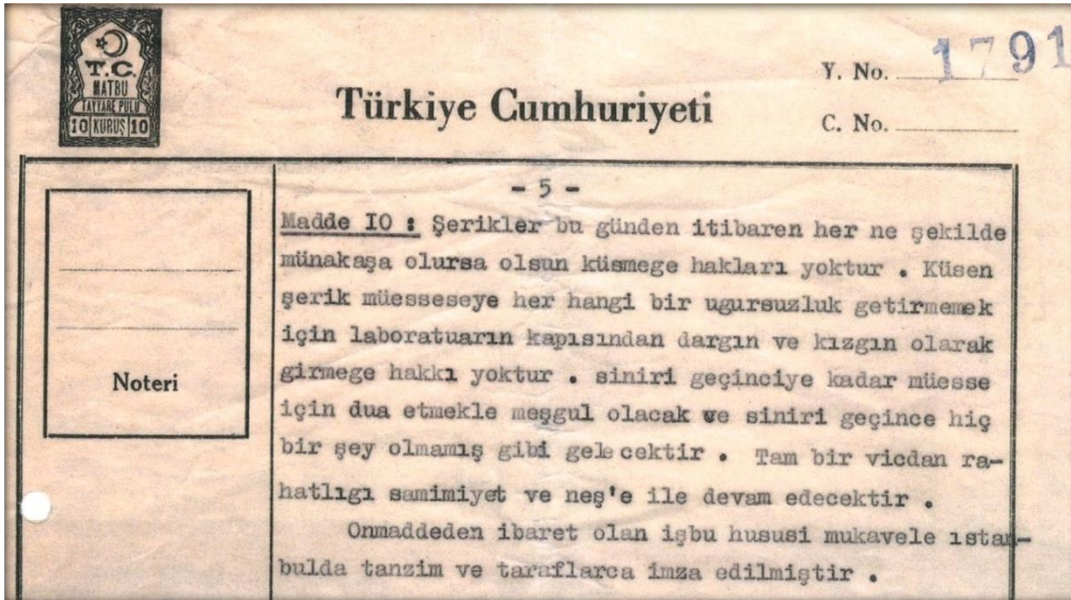 T.C.
MATBU
TAYYARE PULU
10 KURUŞ 10
Türkiye Cumhuriyeti
Y. No. 1791
C. No.
Noteri
- 5 -
Madde IO : Şerikler bu günden itibaren her ne şekilde
münakaşa olursa olsun küsmege hakları yoktur . Küsen
şerik müesseseye her hangi bir ugursuzluk getirmemek
için laboratuarın kapısından dargın ve kızgın olarak
girmege hakkı yoktur . siniri geçinciye kadar müesse
için dua etmekle meşgul olacak ve siniri geçince hiç
bir şey olmamış gibi gelecektir . Tam bir vicdan ra-
hatlıgı samimiyet ve neş'e ile devam edecektir .
Onmaddeden ibaret olan işbu hususi mukavele ıstan-
bulda tanzim ve taraflarca imza edilmiştir .